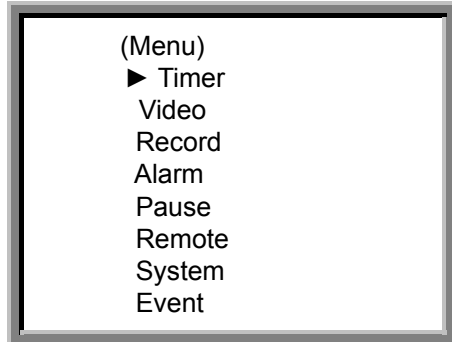 (Menu)
► Timer
Video
Record
Alarm
Pause
Remote
System
Event